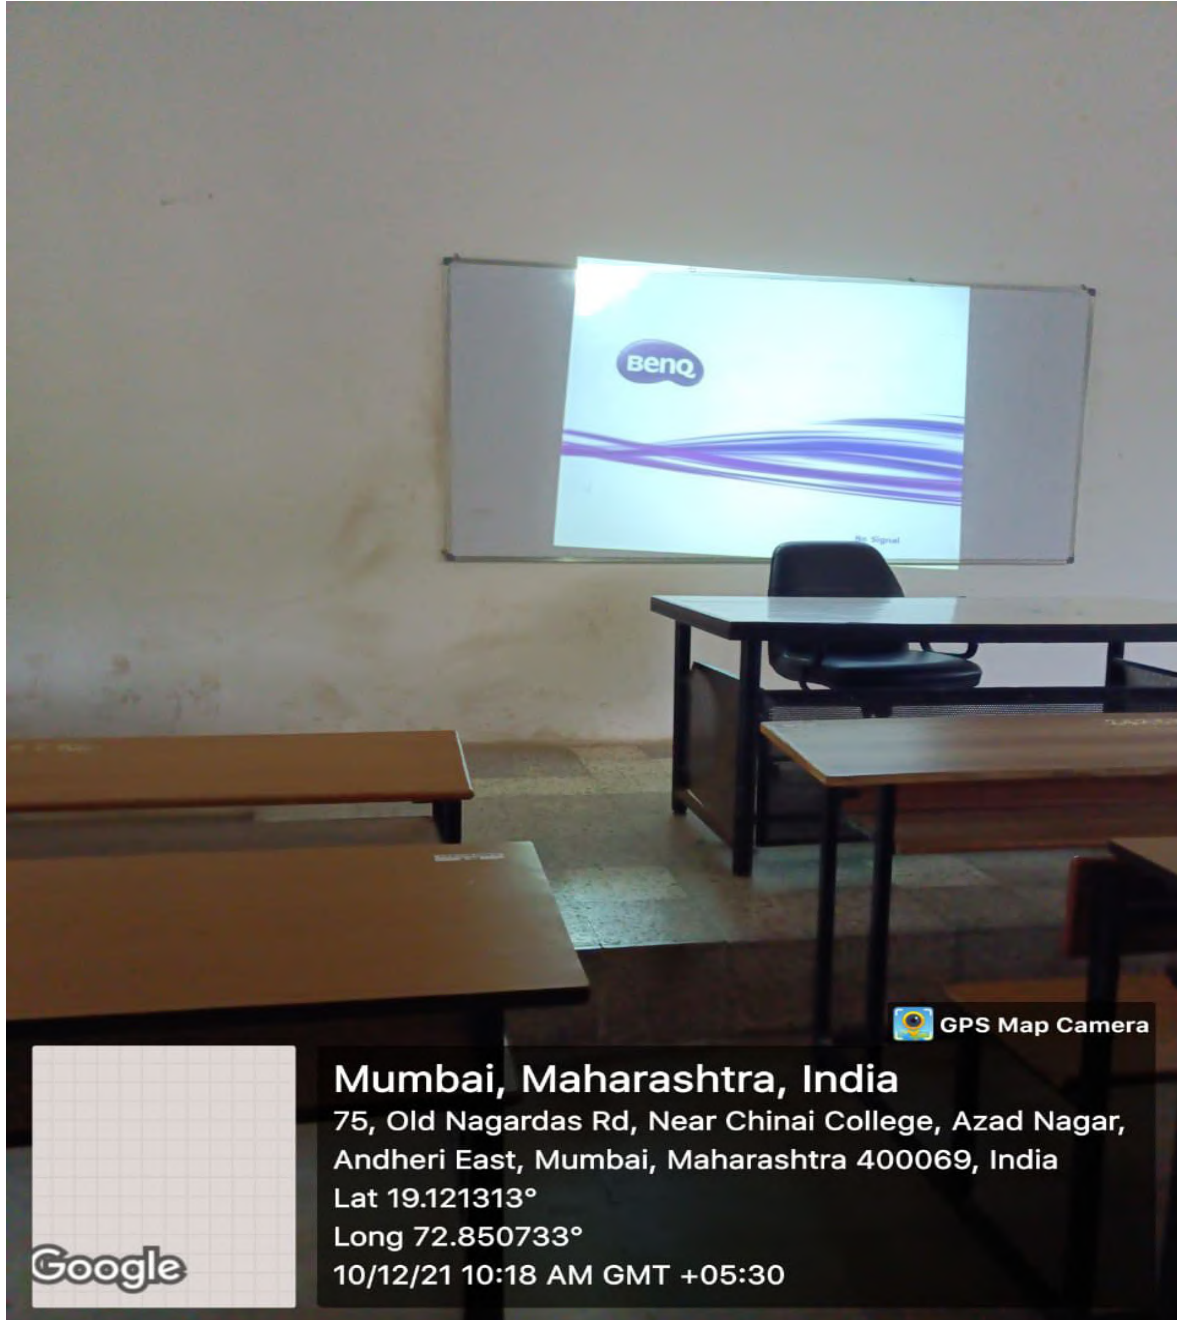 BenQ
No Signal
GPS Map Camera
Mumbai, Maharashtra, India
75, Old Nagardas Rd, Near Chinai College, Azad Nagar,
Andheri East, Mumbai, Maharashtra 400069, India
Lat 19.121313°
Long 72.850733°
10/12/21 10:18 AM GMT +05:30
Google